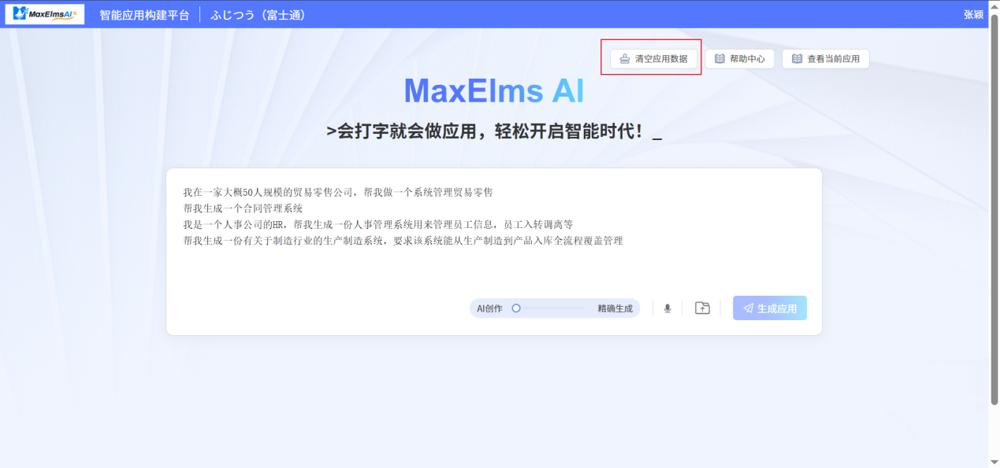 MaxElmsAI 智能应用构建平台 ふじつう（富士通） 张颖
清空应用数据 帮助中心 查看当前应用
MaxElms AI
>会打字就会做应用，轻松开启智能时代！_
我在一家大概50人规模的贸易零售公司，帮我做一个系统管理贸易零售
帮我生成一个合同管理系统
我是一个人事公司的HR，帮我生成一份人事管理系统用来管理员工信息，员工入转调离等
帮我生成一份有关于制造行业的生产制造系统，要求该系统能从生产制造到产品入库全流程覆盖管理
AI创作 精确生成 生成应用